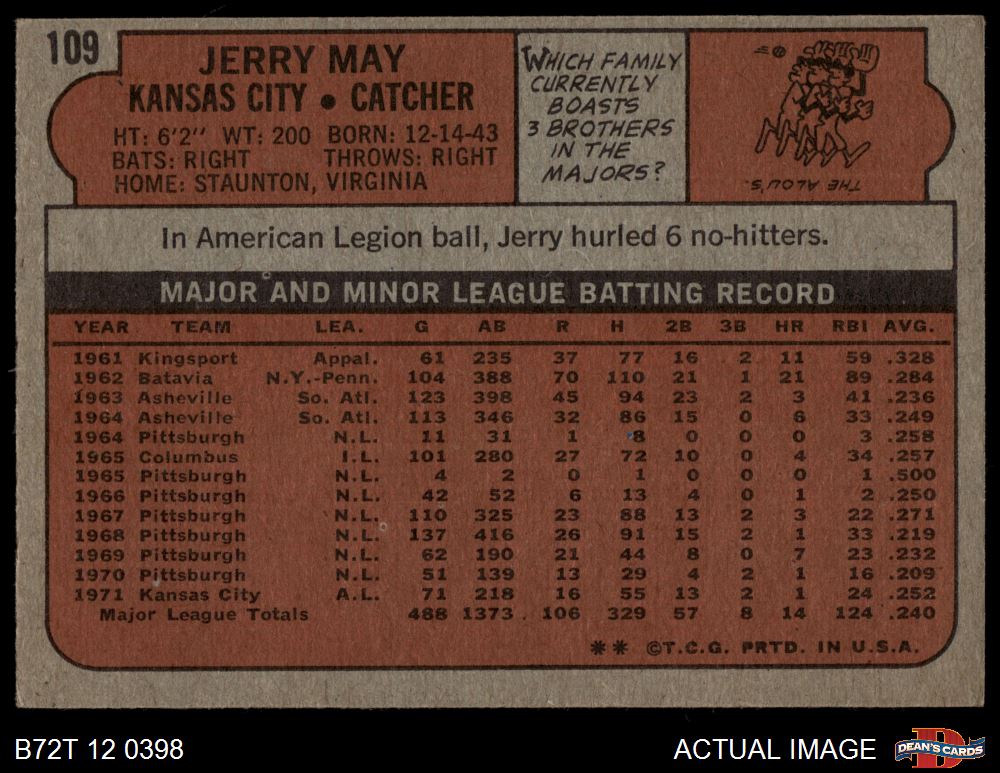 109
JERRY MAY
KANSAS CITY • CATCHER
HT: 6'2" WT: 200 BORN: 12-14-43
BATS: RIGHT THROWS: RIGHT
HOME: STAUNTON, VIRGINIA
WHICH FAMILY
CURRENTLY
BOASTS
3 BROTHERS
IN THE
MAJORS?
THE ALOU'S
In American Legion ball, Jerry hurled 6 no-hitters.
MAJOR AND MINOR LEAGUE BATTING RECORD
YEAR TEAM LEA. G AB R H 2B 3B HR RBI AVG.
1961 Kingsport Appal. 61 235 37 77 16 2 11 59 .328
1962 Batavia N.Y.-Penn. 104 388 70 110 21 1 21 89 .284
1963 Asheville So. Atl. 123 398 45 94 23 2 3 41 .236
1964 Asheville So. Atl. 113 346 32 86 15 0 6 33 .249
1964 Pittsburgh N.L. 11 31 1 8 0 0 0 3 .258
1965 Columbus I.L. 101 280 27 72 10 0 4 34 .257
1965 Pittsburgh N.L. 4 2 0 1 0 0 0 1 .500
1966 Pittsburgh N.L. 42 52 6 13 4 0 1 2 .250
1967 Pittsburgh N.L. 110 325 23 88 13 2 3 22 .271
1968 Pittsburgh N.L. 137 416 26 91 15 2 1 33 .219
1969 Pittsburgh N.L. 62 190 21 44 8 0 7 23 .232
1970 Pittsburgh N.L. 51 139 13 29 4 2 1 16 .209
1971 Kansas City A.L. 71 218 16 55 13 2 1 24 .252
Major League Totals 488 1373 106 329 57 8 14 124 .240
** ©T.C.G. PRTD. IN U.S.A.
B72T 12 0398
ACTUAL IMAGE
DEAN'S CARDS